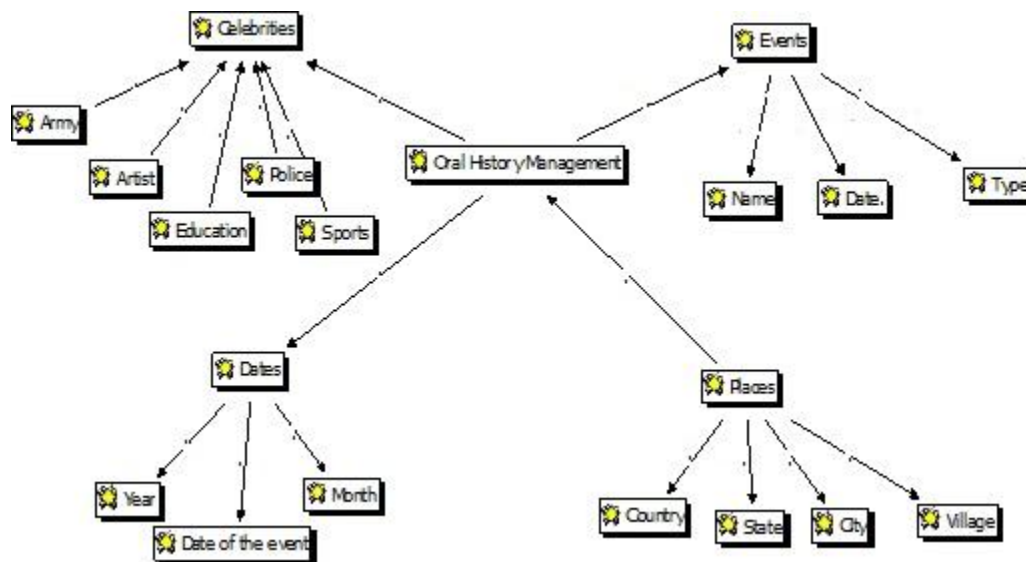 Celebrities
Events
Army
Artist
Police
Education
Sports
Oral History Management
Name
Date.
Type
Dates
Places
Year
Month
Date of the event
Country
State
City
Village